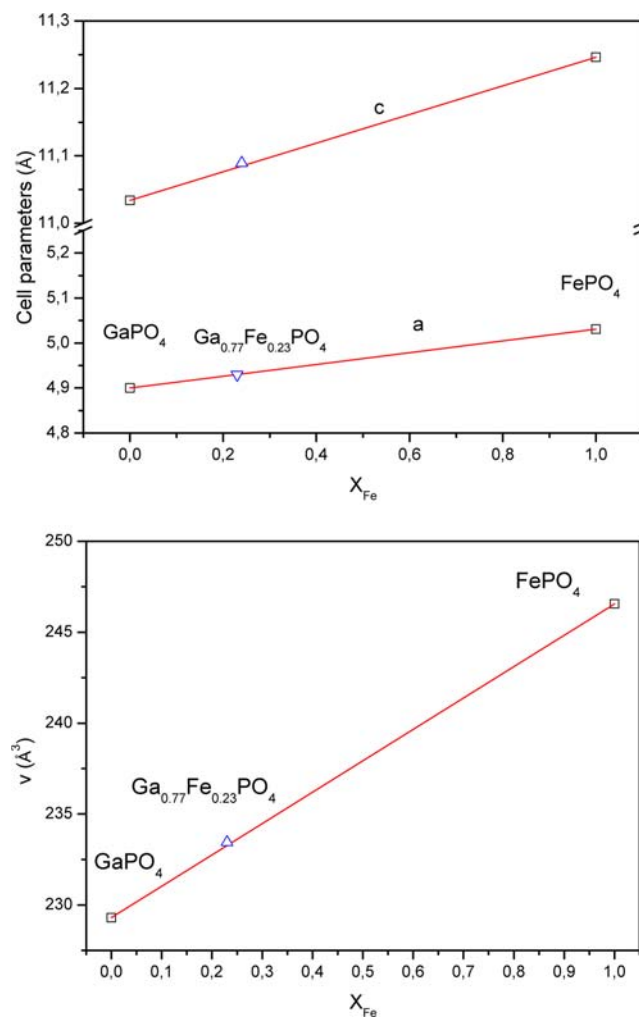 11,3
11,2
c
11,1
11,0
Cell parameters (Å)
5,2
5,1
FePO₄
GaPO₄
Ga₀.₇₇Fe₀.₂₃PO₄
a
5,0
4,9
4,8
0,0 0,2 0,4 0,6 0,8 1,0
X_Fe
250
FePO₄
245
v (Å³)
240
Ga₀.₇₇Fe₀.₂₃PO₄
235
GaPO₄
230
0,0 0,1 0,2 0,3 0,4 0,5 0,6 0,7 0,8 0,9 1,0
X_Fe